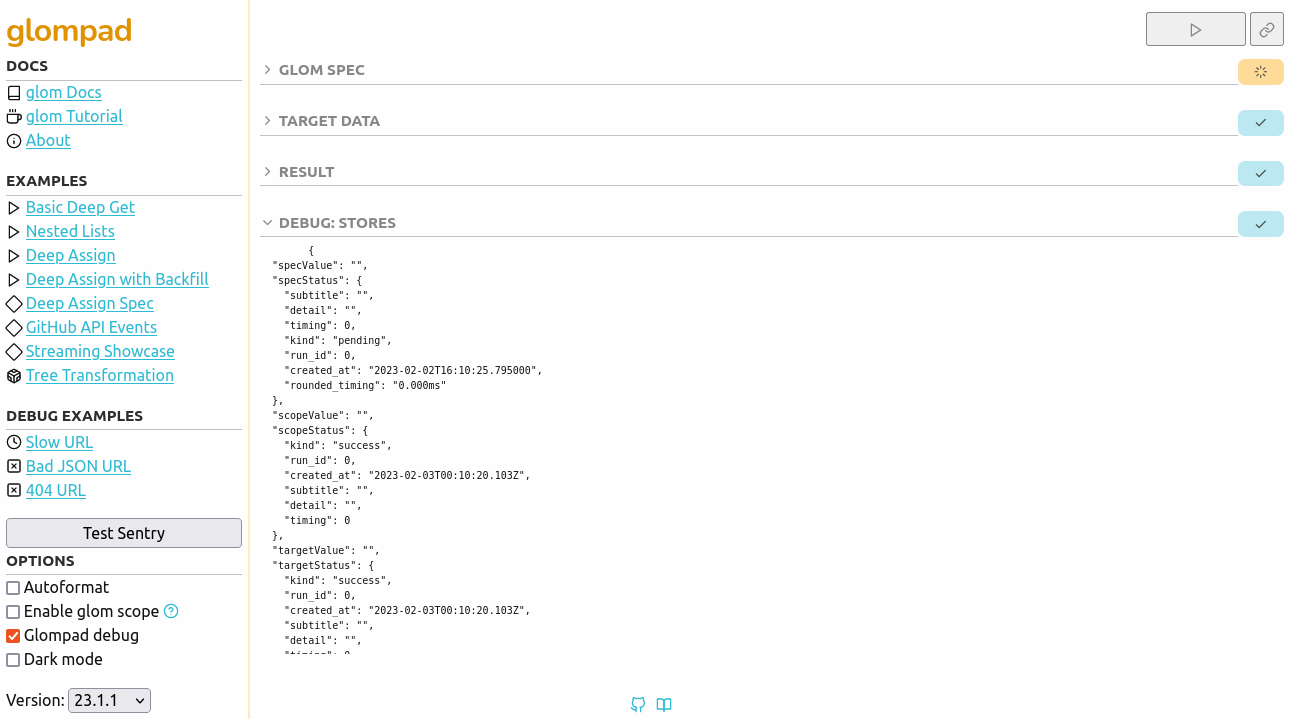 glompad
DOCS
glom Docs
glom Tutorial
About
EXAMPLES
Basic Deep Get
Nested Lists
Deep Assign
Deep Assign with Backfill
Deep Assign Spec
GitHub API Events
Streaming Showcase
Tree Transformation
DEBUG EXAMPLES
Slow URL
Bad JSON URL
404 URL
Test Sentry
OPTIONS
Autoformat
Enable glom scope
Glompad debug
Dark mode
Version: 23.1.1
GLOM SPEC
TARGET DATA
RESULT
DEBUG: STORES
{
"specValue": "",
"specStatus": {
"subtitle": "",
"detail": "",
"timing": 0,
"kind": "pending",
"run_id": 0,
"created_at": "2023-02-02T16:10:25.795000",
"rounded_timing": "0.000ms"
},
"scopeValue": "",
"scopeStatus": {
"kind": "success",
"run_id": 0,
"created_at": "2023-02-03T00:10:20.103Z",
"subtitle": "",
"detail": "",
"timing": 0
},
"targetValue": "",
"targetStatus": {
"kind": "success",
"run_id": 0,
"created_at": "2023-02-03T00:10:20.103Z",
"subtitle": "",
"detail": "",